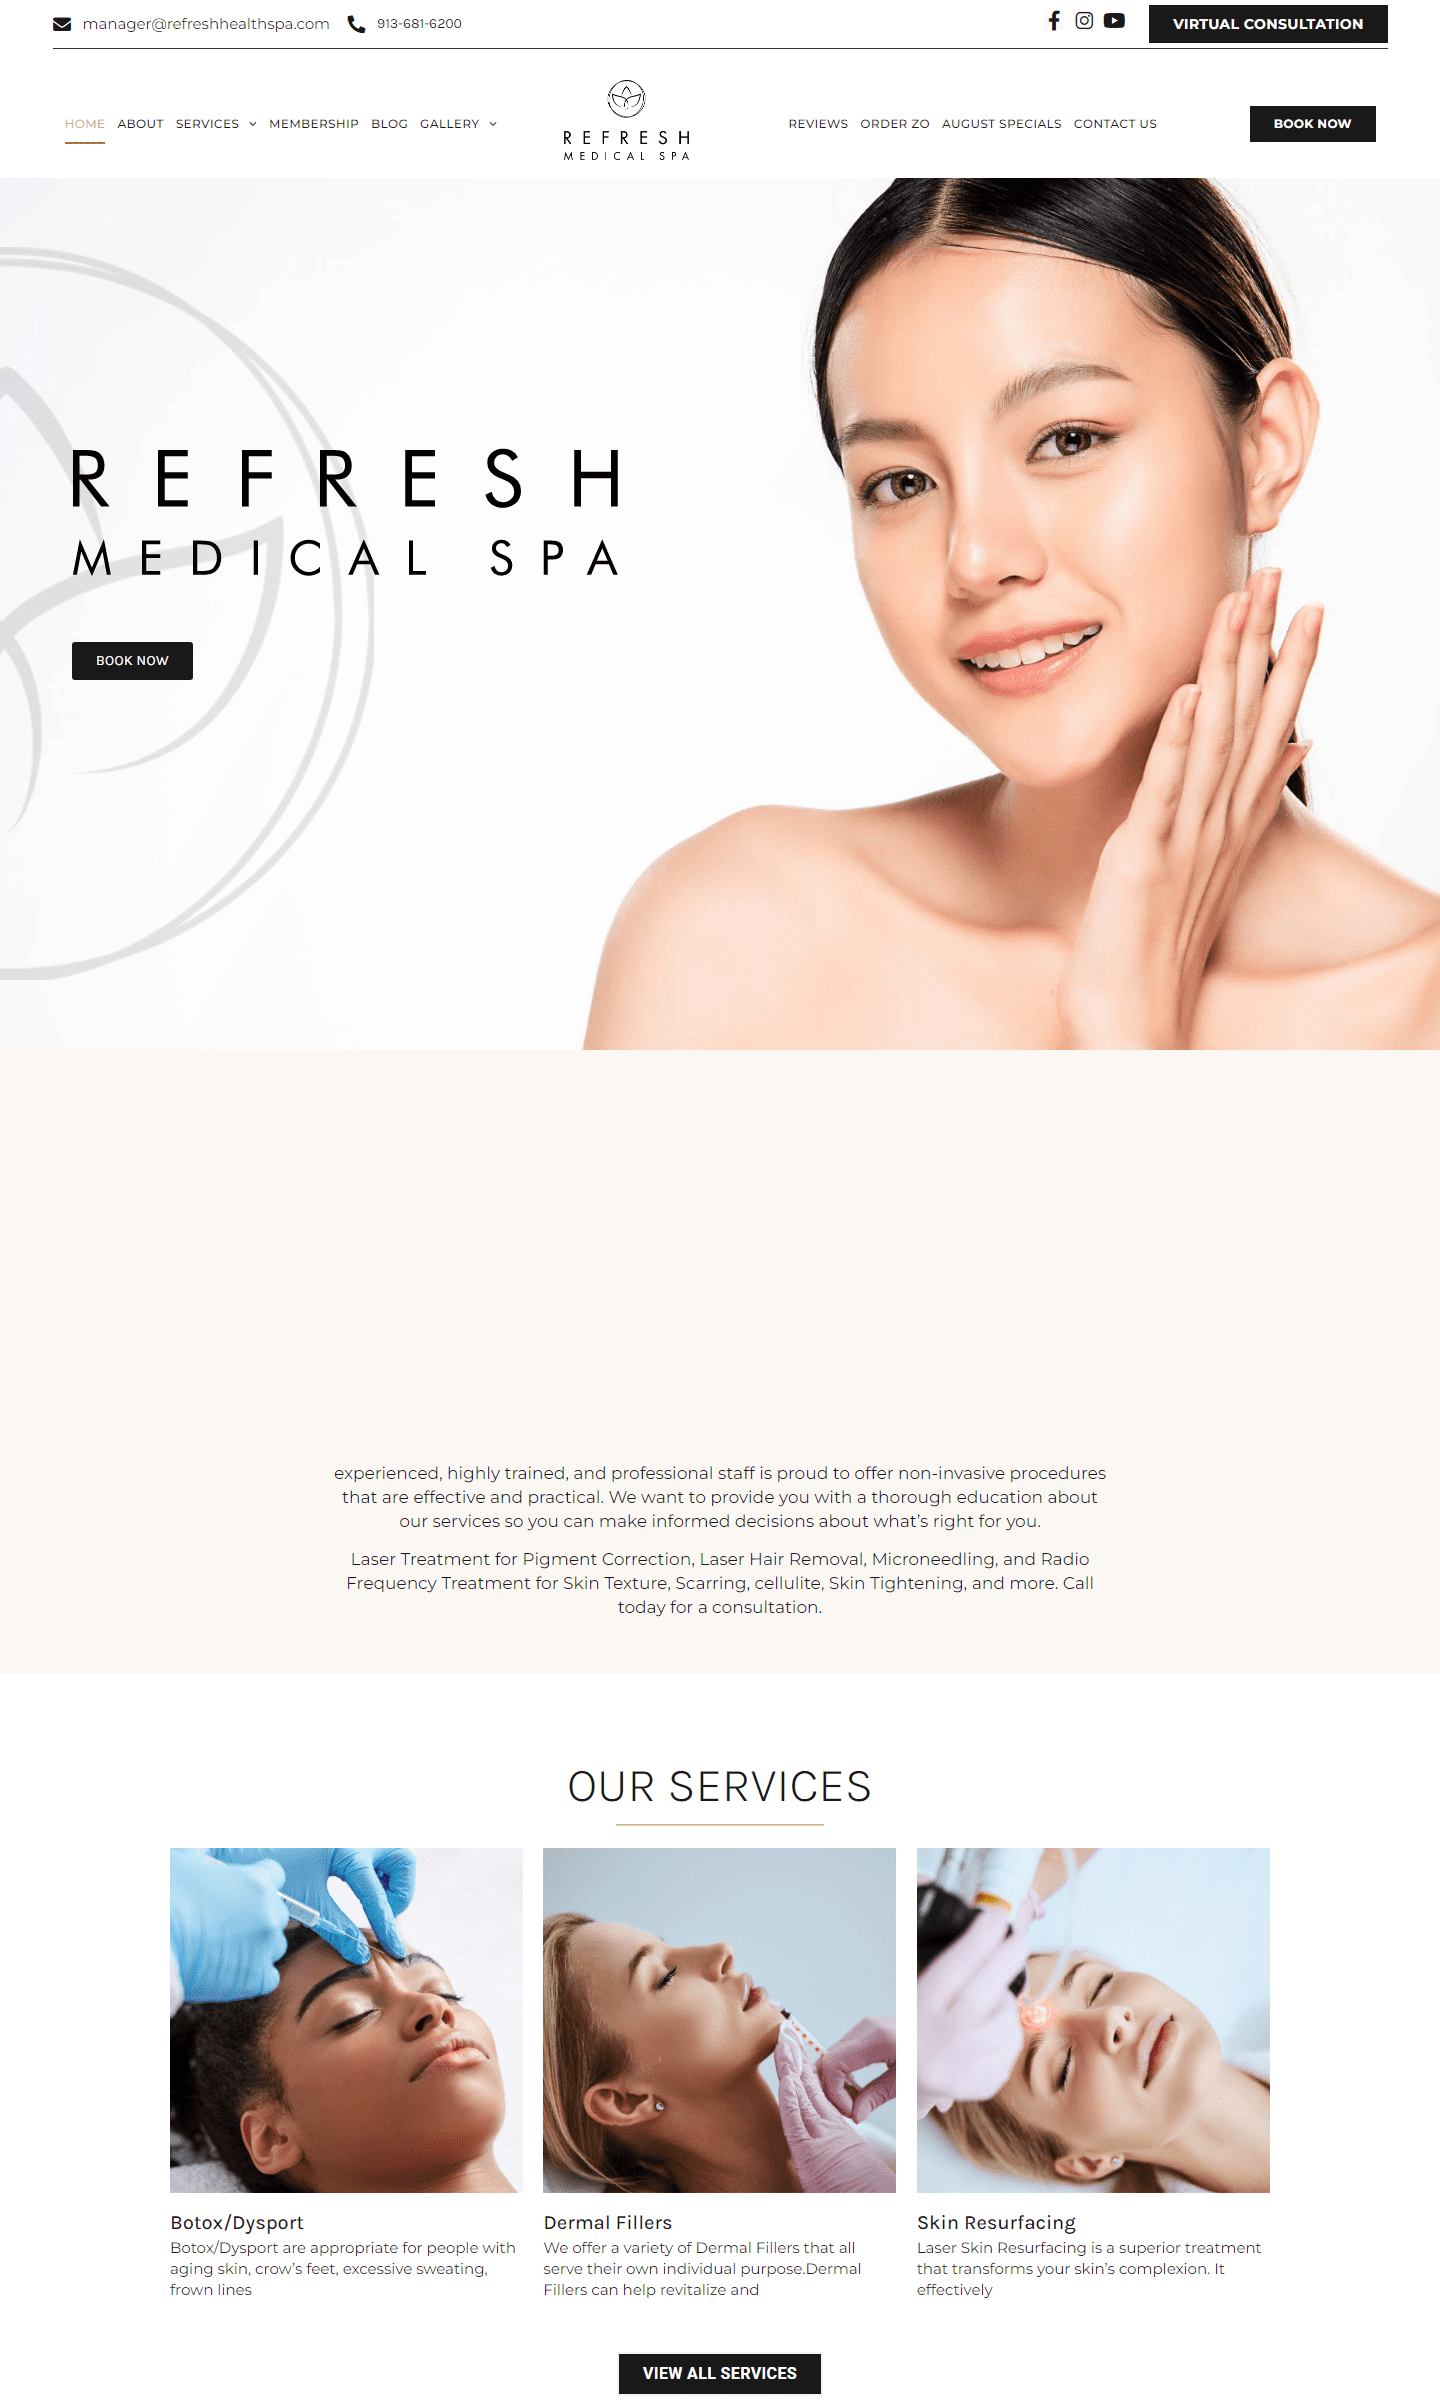 manager@refreshhealthspa.com 913-681-6200 VIRTUAL CONSULTATION
HOME ABOUT SERVICES MEMBERSHIP BLOG GALLERY
REFRESH
MEDICAL SPA
REVIEWS ORDER ZO AUGUST SPECIALS CONTACT US BOOK NOW
REFRESH
MEDICAL SPA
BOOK NOW
experienced, highly trained, and professional staff is proud to offer non-invasive procedures
that are effective and practical. We want to provide you with a thorough education about
our services so you can make informed decisions about what’s right for you.
Laser Treatment for Pigment Correction, Laser Hair Removal, Microneedling, and Radio
Frequency Treatment for Skin Texture, Scarring, cellulite, Skin Tightening, and more. Call
today for a consultation.
OUR SERVICES
Botox/Dysport
Botox/Dysport are appropriate for people with
aging skin, crow’s feet, excessive sweating,
frown lines
Dermal Fillers
We offer a variety of Dermal Fillers that all
serve their own individual purpose.Dermal
Fillers can help revitalize and
Skin Resurfacing
Laser Skin Resurfacing is a superior treatment
that transforms your skin’s complexion. It
effectively
VIEW ALL SERVICES